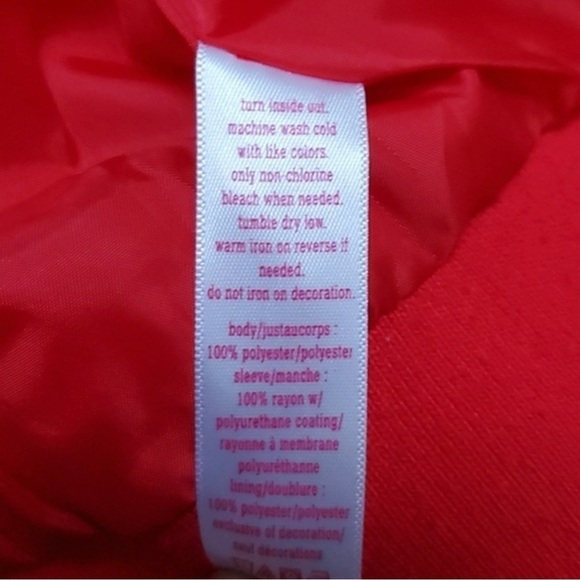 turn inside out.
machine wash cold
with like colors.
only non-chlorine
bleach when needed.
tumble dry low.
warm iron on reverse if
needed.
do not iron on decoration.
body/justaucorps :
100% polyester/polyester
sleeve/manche :
100% rayon w/
polyurethane coating/
rayonne à membrane
polyuréthanne
lining/doublure :
100% polyester/polyester
exclusive of decoration/
seul décorations